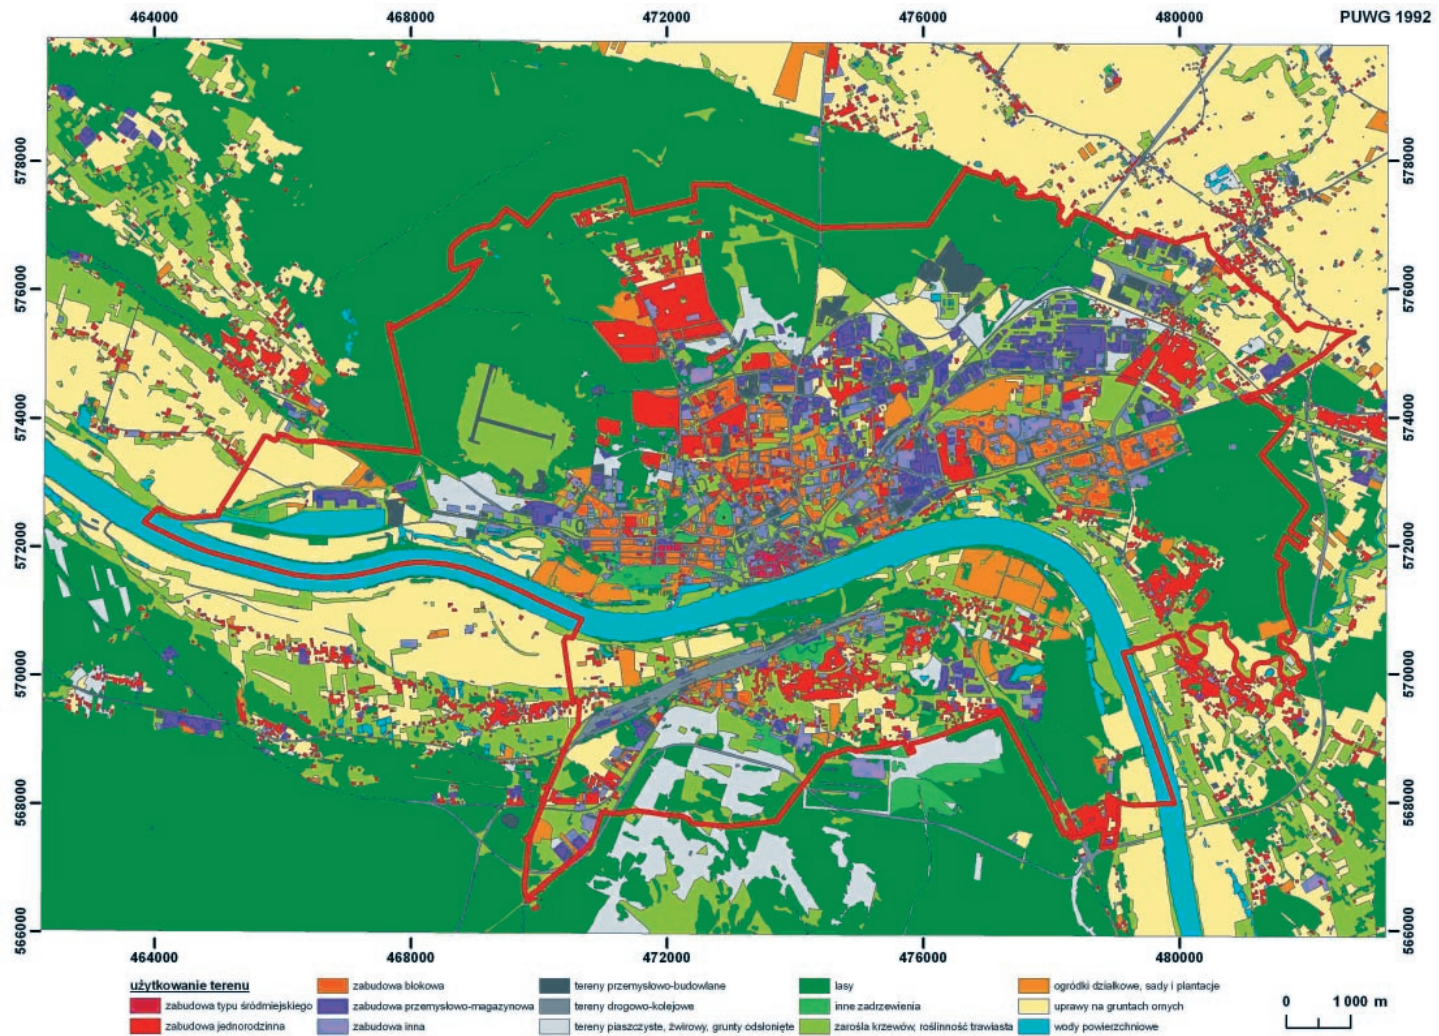 464000 468000 472000 476000 480000 PUWG 1992
578000 578000
576000 576000
574000 574000
572000 572000
570000 570000
568000 568000
566000 566000
464000 468000 472000 476000 480000
użytkowanie terenu
zabudowa typu śródmiejskiego
zabudowa jednorodzinna
zabudowa blokowa
zabudowa przemysłowo-magazynowa
zabudowa inna
tereny przemysłowo-budowlane
tereny drogowo-kolejowe
tereny piaszczyste, żwirowy, grunty odsłonięte
lasy
inne zadrzewienia
zarośla krzewów, roślinność trawiasta
ogródki działkowe, sady i plantacje
uprawy na gruntach ornych
wody powierzchniowe
0 1 000 m